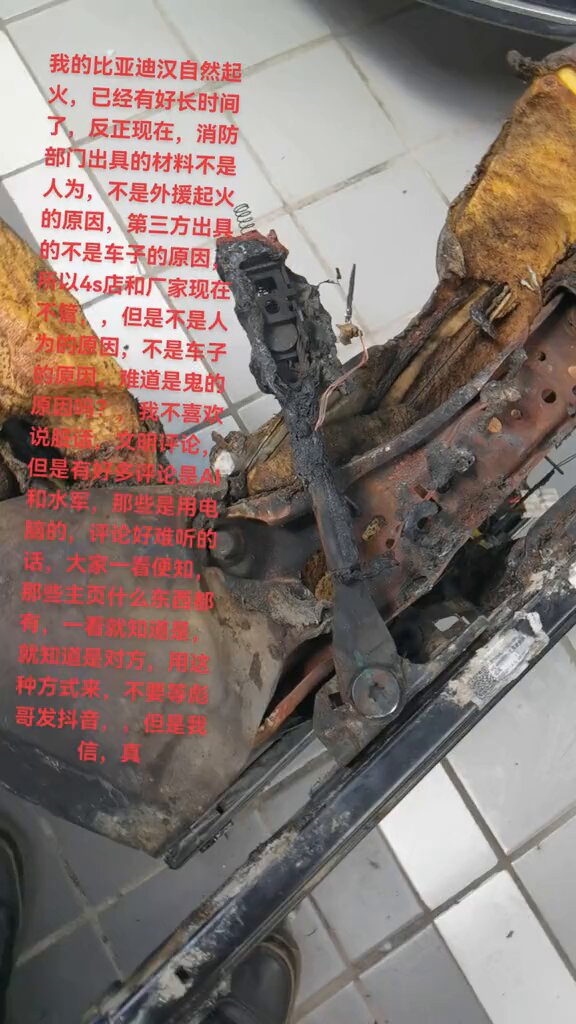 我的比亚迪汉自然起
火，已经有好长时间
了，反正现在，消防
部门出具的材料不是
人为，不是外援起火
的原因，第三方出具
的不是车子的原因，
所以4s店和厂家现在
不管，，但是不是人
为的原因，不是车子
的原因，难道是鬼的
原因吗？，我不喜欢
说脏话，文明评论，
但是有好多评论是AI
和水军，那些是用电
脑的，评论好难听的
话，大家一看便知，
那些主页什么东西都
有，一看就知道是，
就知道是对方，用这
种方式来，不要等彪
哥发抖音，，但是我
信，真